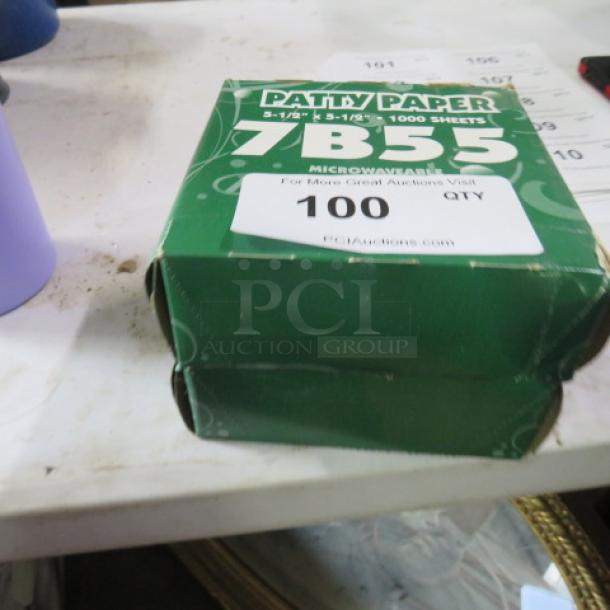 PATTY PAPER
5-1/2" x 5-1/2" • 1000 SHEETS
7B55
MICROWAVEABLE
For More Great Auctions Visit
100 QTY
PCIAuctions.com
PCI
AUCTION GROUP
101 106
107
10